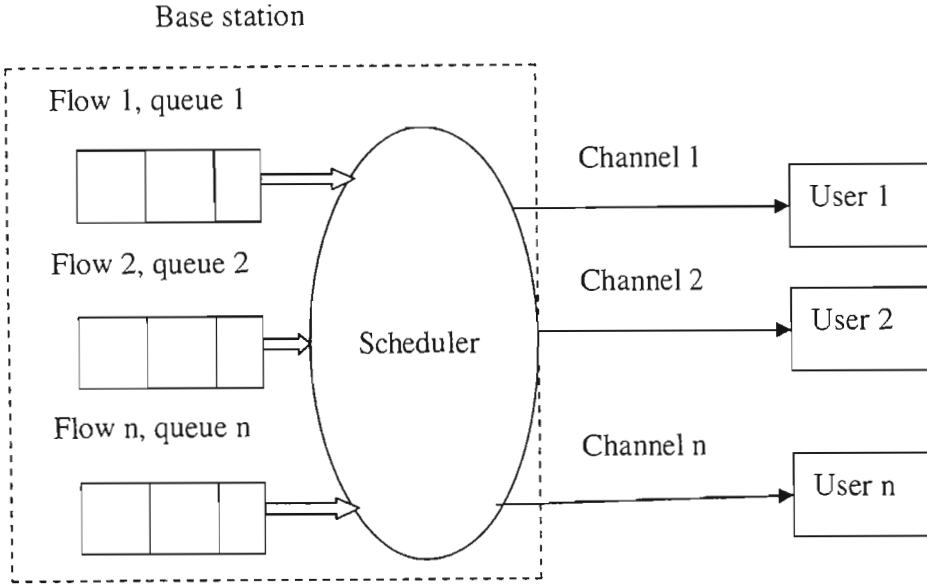 Base station
Flow 1, queue 1
Channel 1
User 1
Flow 2, queue 2
Channel 2
User 2
Scheduler
Flow n, queue n
Channel n
User n